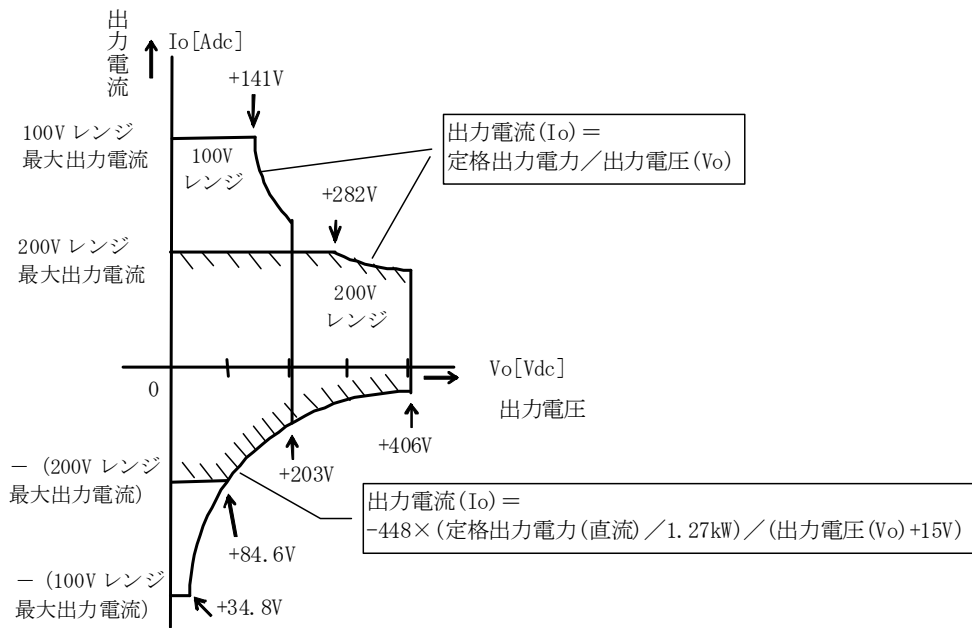 出力電流
Io[Adc]
+141V
100V レンジ
最大出力電流
100V
レンジ
出力電流(Io)＝
定格出力電力／出力電圧(Vo)
+282V
200V レンジ
最大出力電流
200V
レンジ
0
Vo[Vdc]
出力電圧
+406V
+203V
－（200V レンジ
最大出力電流）
出力電流(Io)＝
-448×(定格出力電力(直流)／1.27kW)／(出力電圧(Vo)+15V)
+84.6V
－（100V レンジ
最大出力電流）
+34.8V